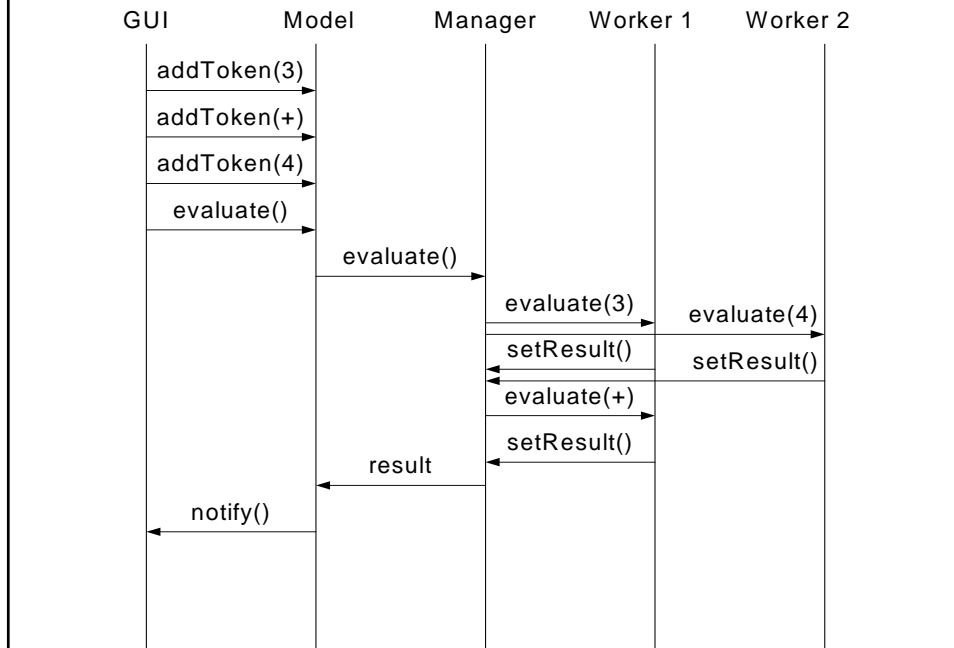 GUI Model Manager Worker 1 Worker 2
addToken(3)
addToken(+)
addToken(4)
evaluate()
evaluate()
evaluate(3)
evaluate(4)
setResult()
setResult()
evaluate(+)
setResult()
result
notify()